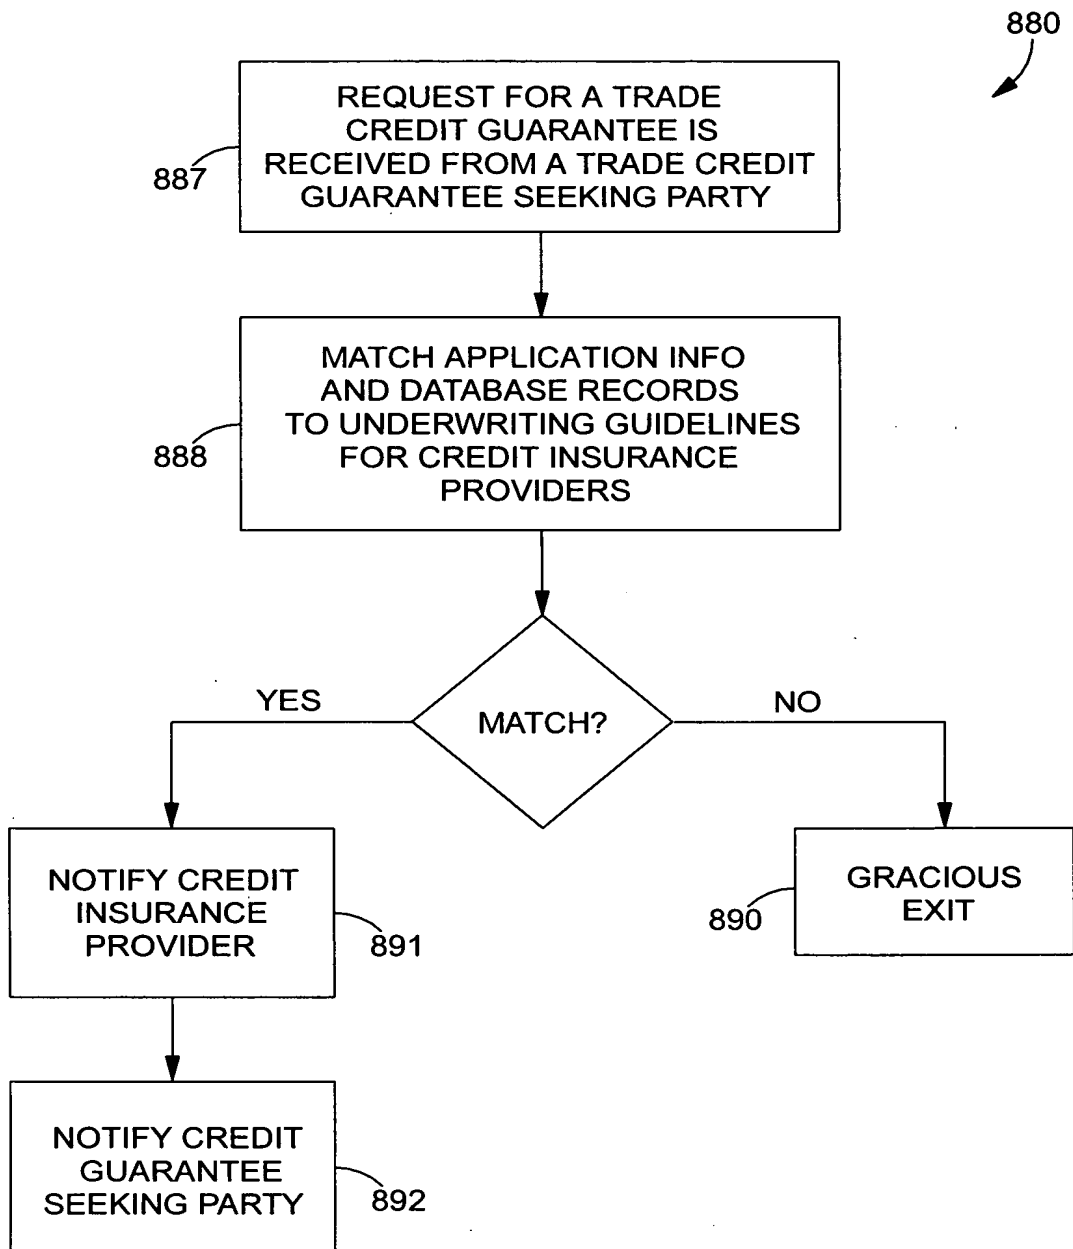 880
REQUEST FOR A TRADE
CREDIT GUARANTEE IS
RECEIVED FROM A TRADE CREDIT
GUARANTEE SEEKING PARTY
887
MATCH APPLICATION INFO
AND DATABASE RECORDS
TO UNDERWRITING GUIDELINES
FOR CREDIT INSURANCE
PROVIDERS
888
MATCH?
YES
NO
NOTIFY CREDIT
INSURANCE
PROVIDER
891
GRACIOUS
EXIT
890
NOTIFY CREDIT
GUARANTEE
SEEKING PARTY
892